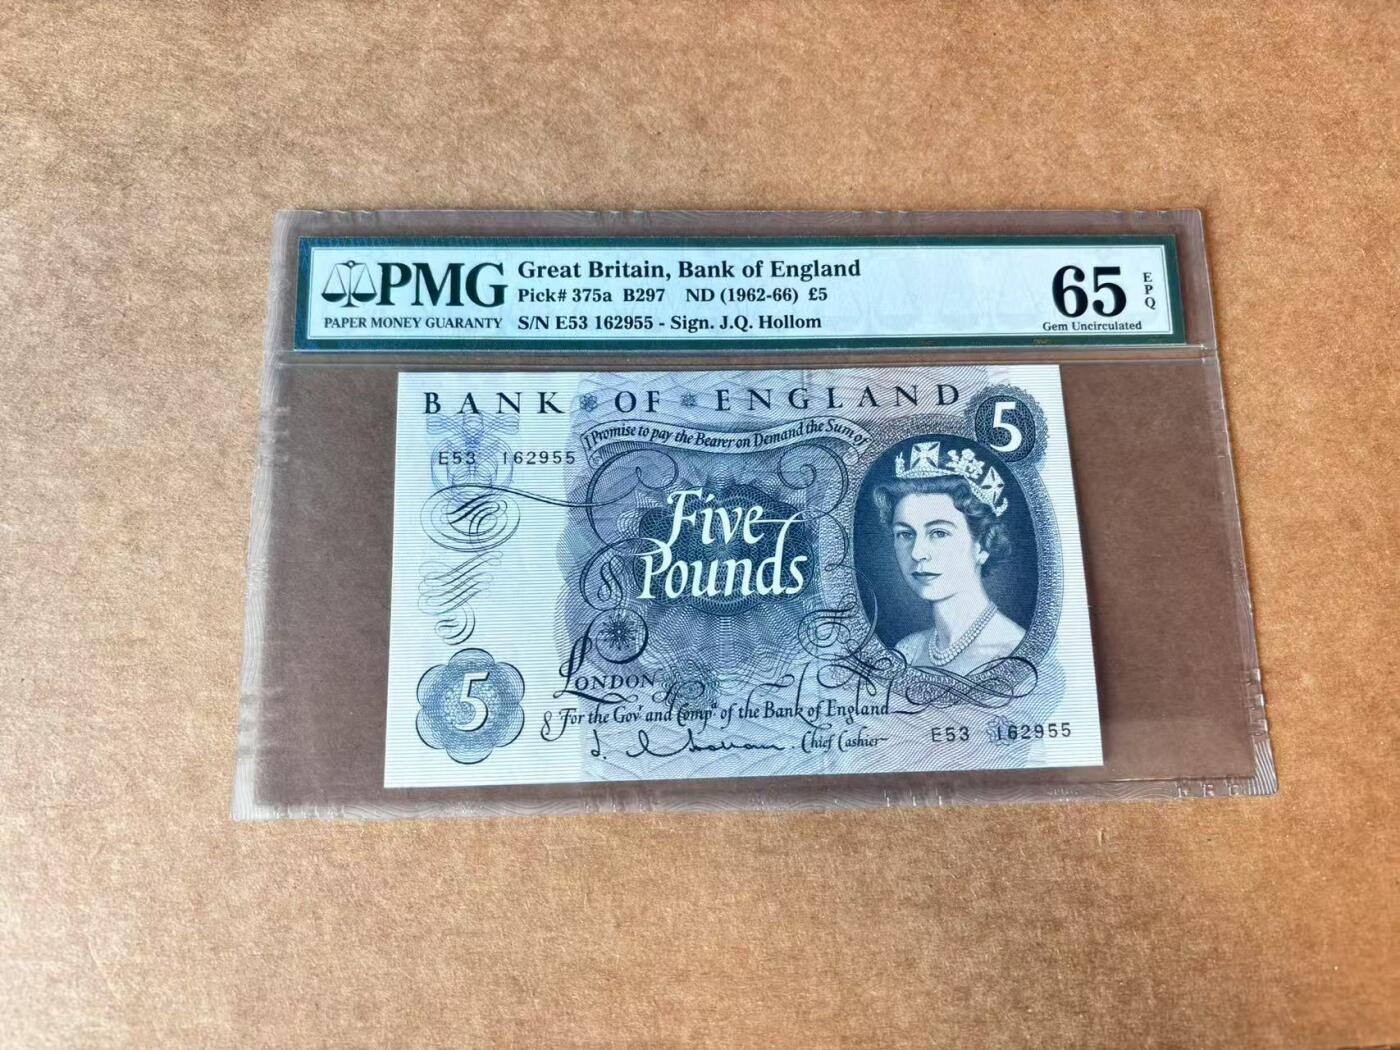 PMG
PAPER MONEY GUARANTY
Great Britain, Bank of England
Pick# 375a B297 ND (1962-66) £5
S/N E53 162955 - Sign. J.Q. Hollom
65
EPQ
Gem Uncirculated
BANK OF ENGLAND
5
I Promise to pay the Bearer on Demand the Sum of
E53 162955
Five
Pounds
LONDON
5
For the Govr and Compa of the Bank of England
Chief Cashier
E53 162955